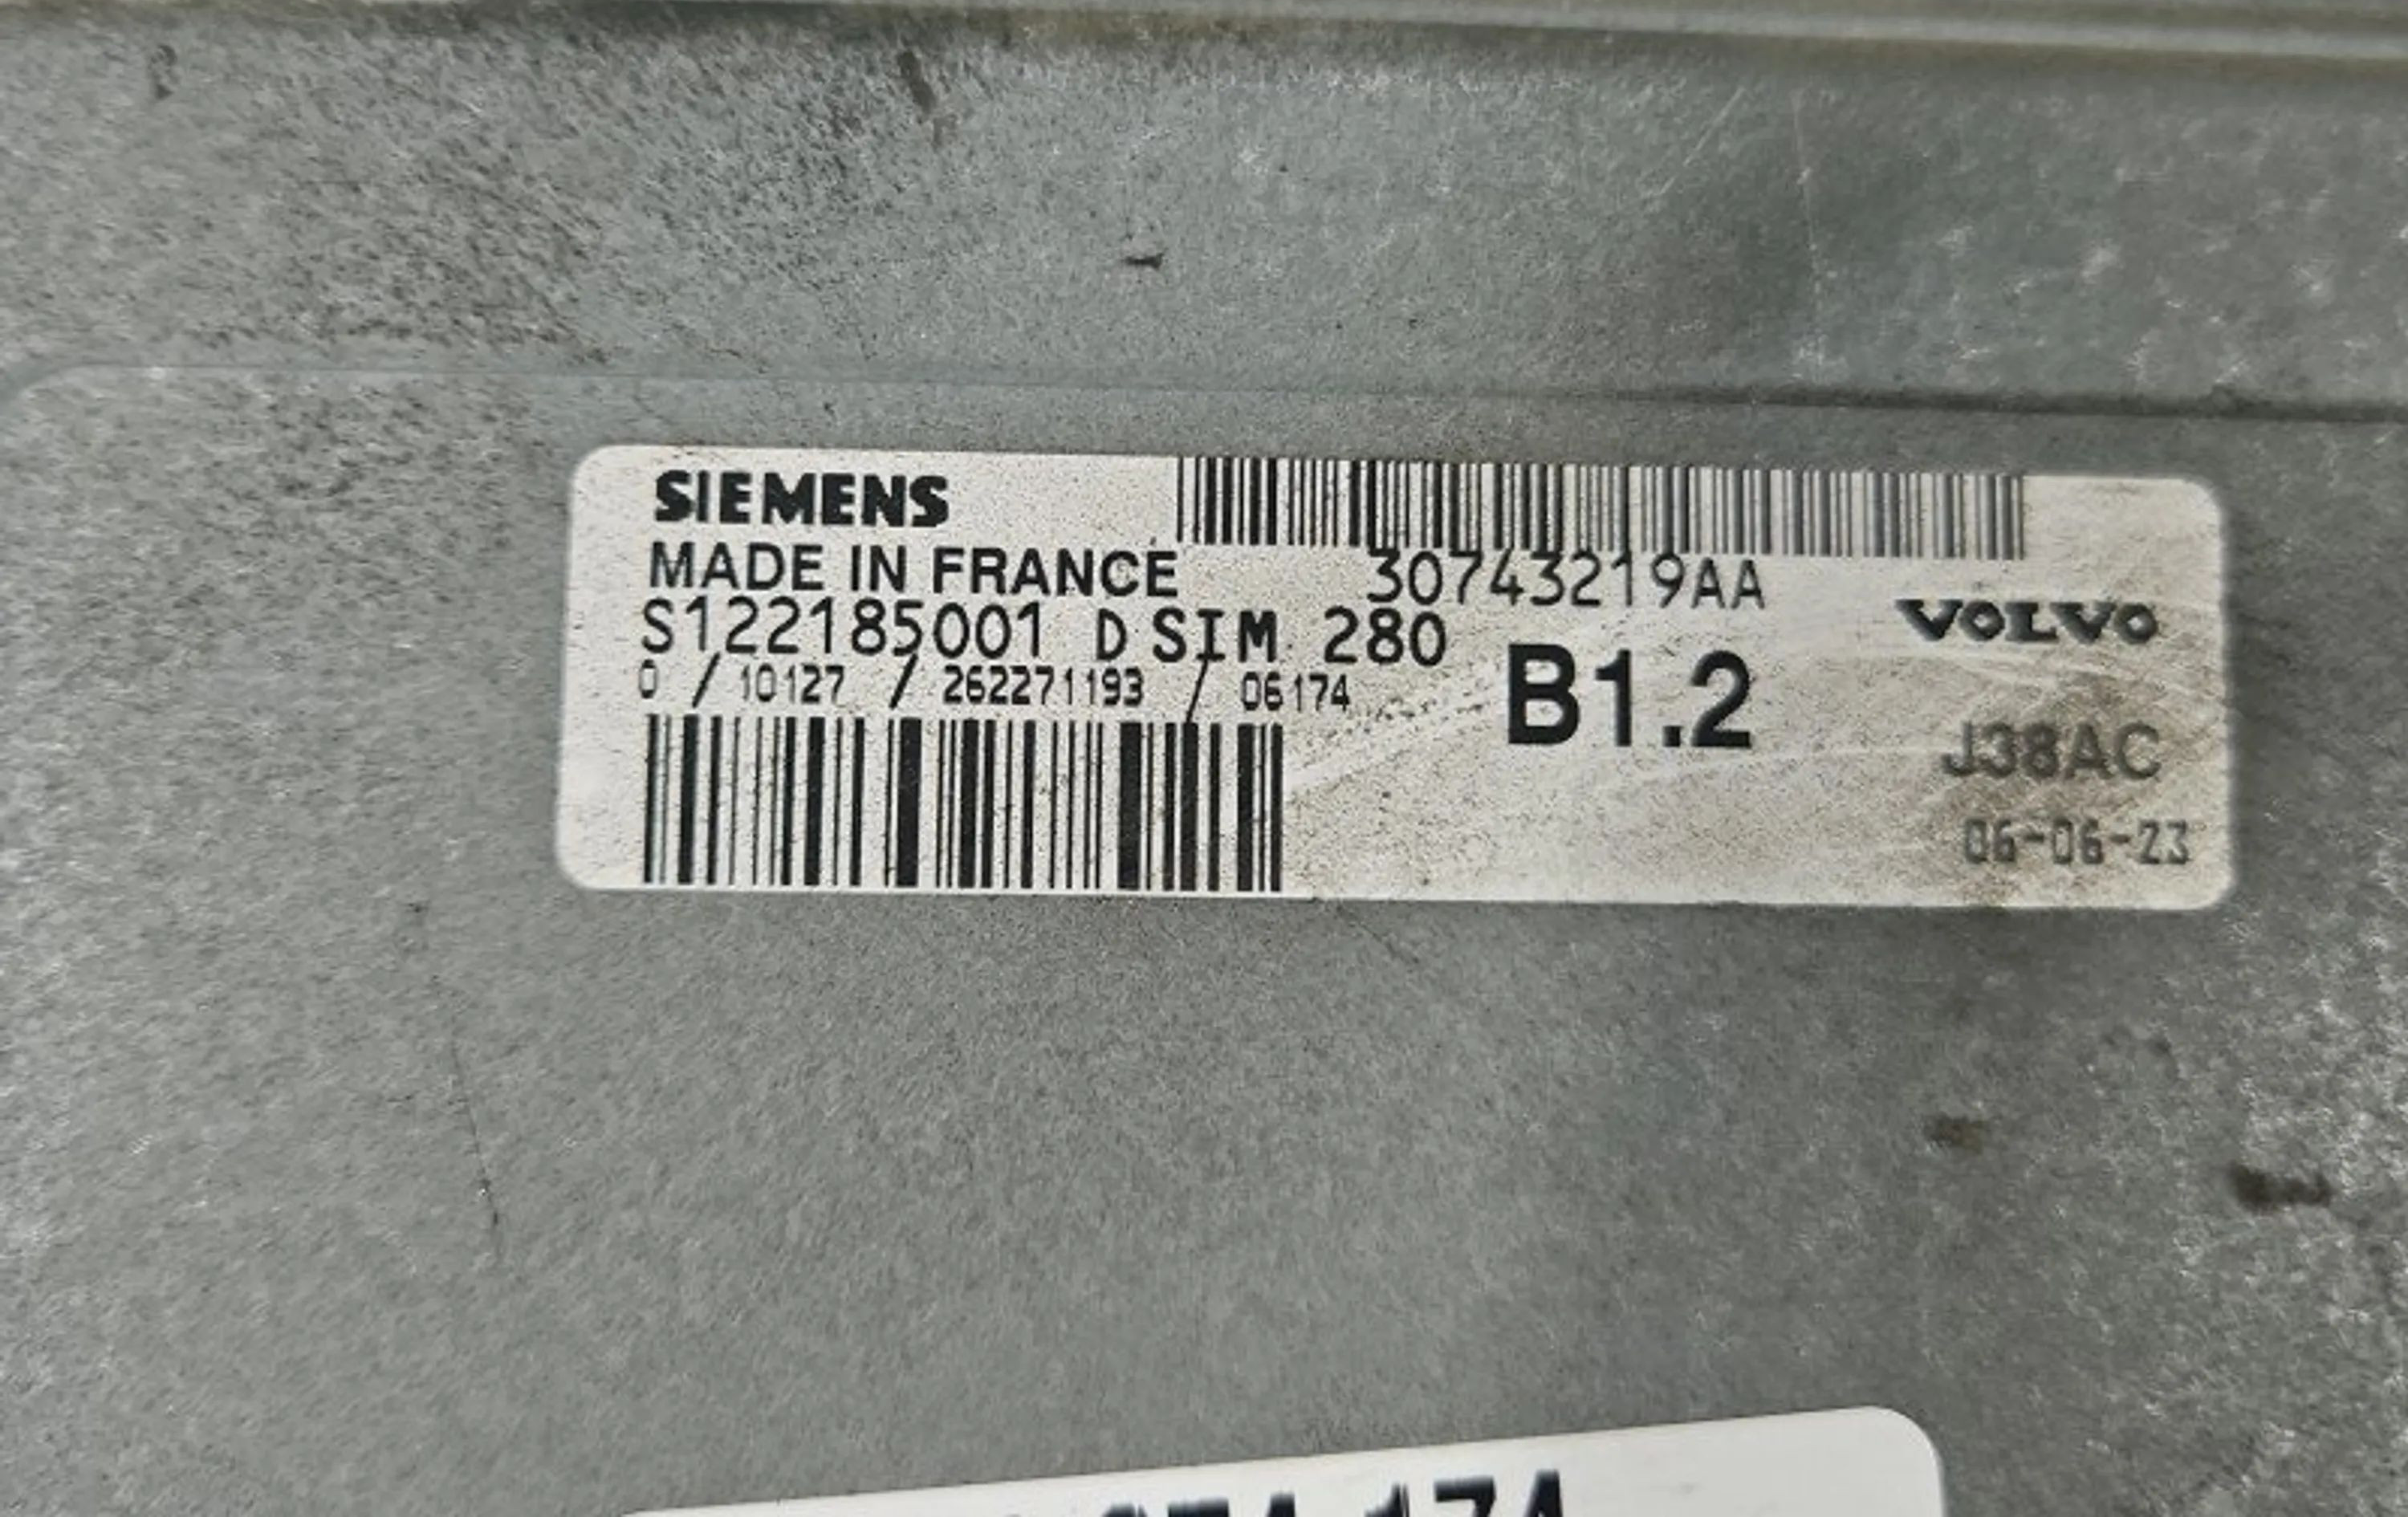 SIEMENS
MADE IN FRANCE
30743219AA
S122185001 D SIM 280
VOLVO
0 / 10127 / 262271193 / 06174
B1.2
J38AC
06-06-23